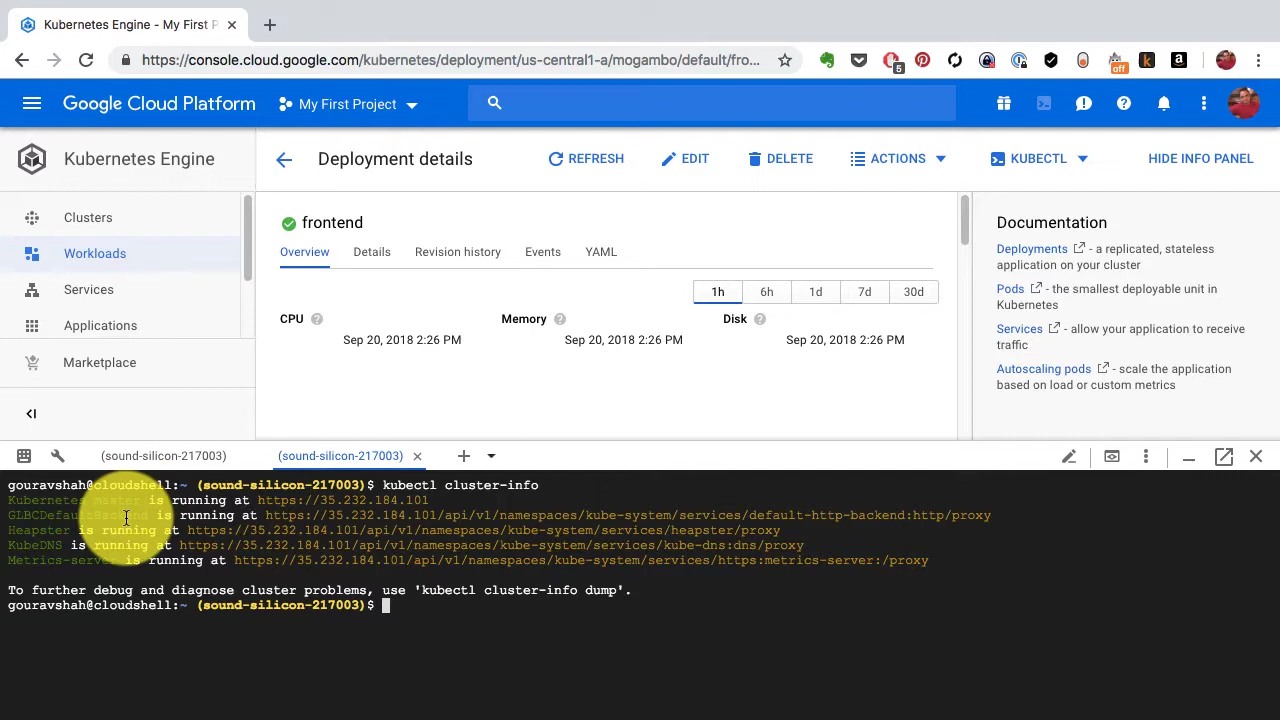 Kubernetes Engine - My First P
https://console.cloud.google.com/kubernetes/deployment/us-central1-a/mogambo/default/fro...
5
off
k
a
Google Cloud Platform
My First Project
Kubernetes Engine
Deployment details
REFRESH
EDIT
DELETE
ACTIONS
KUBECTL
HIDE INFO PANEL
Clusters
Workloads
Services
Applications
Marketplace
frontend
Overview
Details
Revision history
Events
YAML
1h
6h
1d
7d
30d
CPU
Memory
Disk
Sep 20, 2018 2:26 PM
Sep 20, 2018 2:26 PM
Sep 20, 2018 2:26 PM
Documentation
Deployments - a replicated, stateless
application on your cluster
Pods - the smallest deployable unit in
Kubernetes
Services - allow your application to receive
traffic
Autoscaling pods - scale the application
based on load or custom metrics
(sound-silicon-217003)
(sound-silicon-217003)
gouravshah@cloudshell:~ (sound-silicon-217003)$ kubectl cluster-info
Kubernetes master is running at https://35.232.184.101
GLBCDefaultBackend is running at https://35.232.184.101/api/v1/namespaces/kube-system/services/default-http-backend:http/proxy
Heapster is running at https://35.232.184.101/api/v1/namespaces/kube-system/services/heapster/proxy
KubeDNS is running at https://35.232.184.101/api/v1/namespaces/kube-system/services/kube-dns:dns/proxy
Metrics-server is running at https://35.232.184.101/api/v1/namespaces/kube-system/services/https:metrics-server:/proxy
To further debug and diagnose cluster problems, use 'kubectl cluster-info dump'.
gouravshah@cloudshell:~ (sound-silicon-217003)$